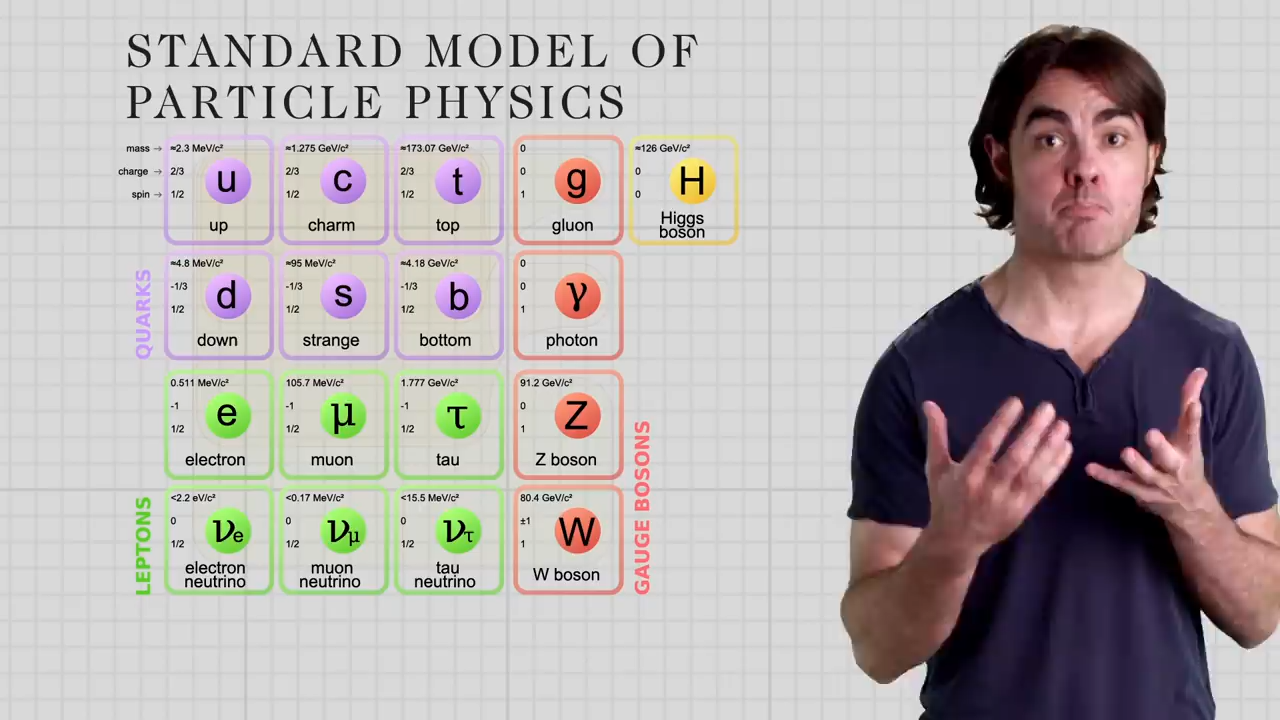 STANDARD MODEL OF
PARTICLE PHYSICS
mass →
charge →
spin →
≈2.3 MeV/c²
2/3
1/2
u
up
≈1.275 GeV/c²
2/3
1/2
c
charm
≈173.07 GeV/c²
2/3
1/2
t
top
0
0
1
g
gluon
≈126 GeV/c²
0
0
H
Higgs
boson
QUARKS
≈4.8 MeV/c²
-1/3
1/2
d
down
≈95 MeV/c²
-1/3
1/2
s
strange
≈4.18 GeV/c²
-1/3
1/2
b
bottom
0
0
1
γ
photon
0.511 MeV/c²
-1
1/2
e
electron
105.7 MeV/c²
-1
1/2
μ
muon
1.777 GeV/c²
-1
1/2
τ
tau
91.2 GeV/c²
0
1
Z
Z boson
LEPTONS
<2.2 eV/c²
0
1/2
νe
electron
neutrino
<0.17 MeV/c²
0
1/2
νμ
muon
neutrino
<15.5 MeV/c²
0
1/2
ντ
tau
neutrino
80.4 GeV/c²
±1
1
W
W boson
GAUGE BOSONS